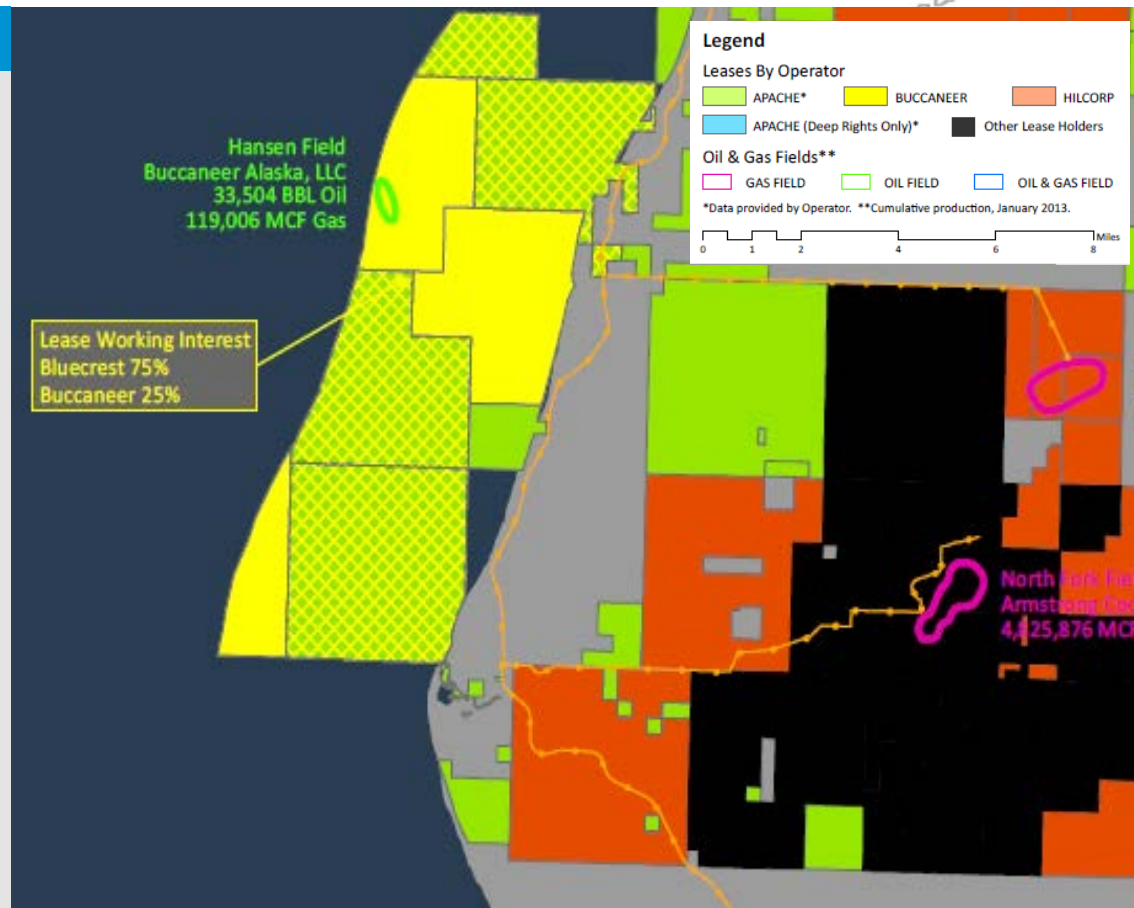 Legend
Leases By Operator
APACHE*
BUCCANEER
HILCORP
APACHE (Deep Rights Only)*
Other Lease Holders
Oil & Gas Fields**
GAS FIELD
OIL FIELD
OIL & GAS FIELD
*Data provided by Operator. **Cumulative production, January 2013.
0 1 2 4 6 8 Miles
Hansen Field
Buccaneer Alaska, LLC
33,504 BBL Oil
119,006 MCF Gas
Lease Working Interest
Bluecrest 75%
Buccaneer 25%
North Fork
Armstrong
MCF